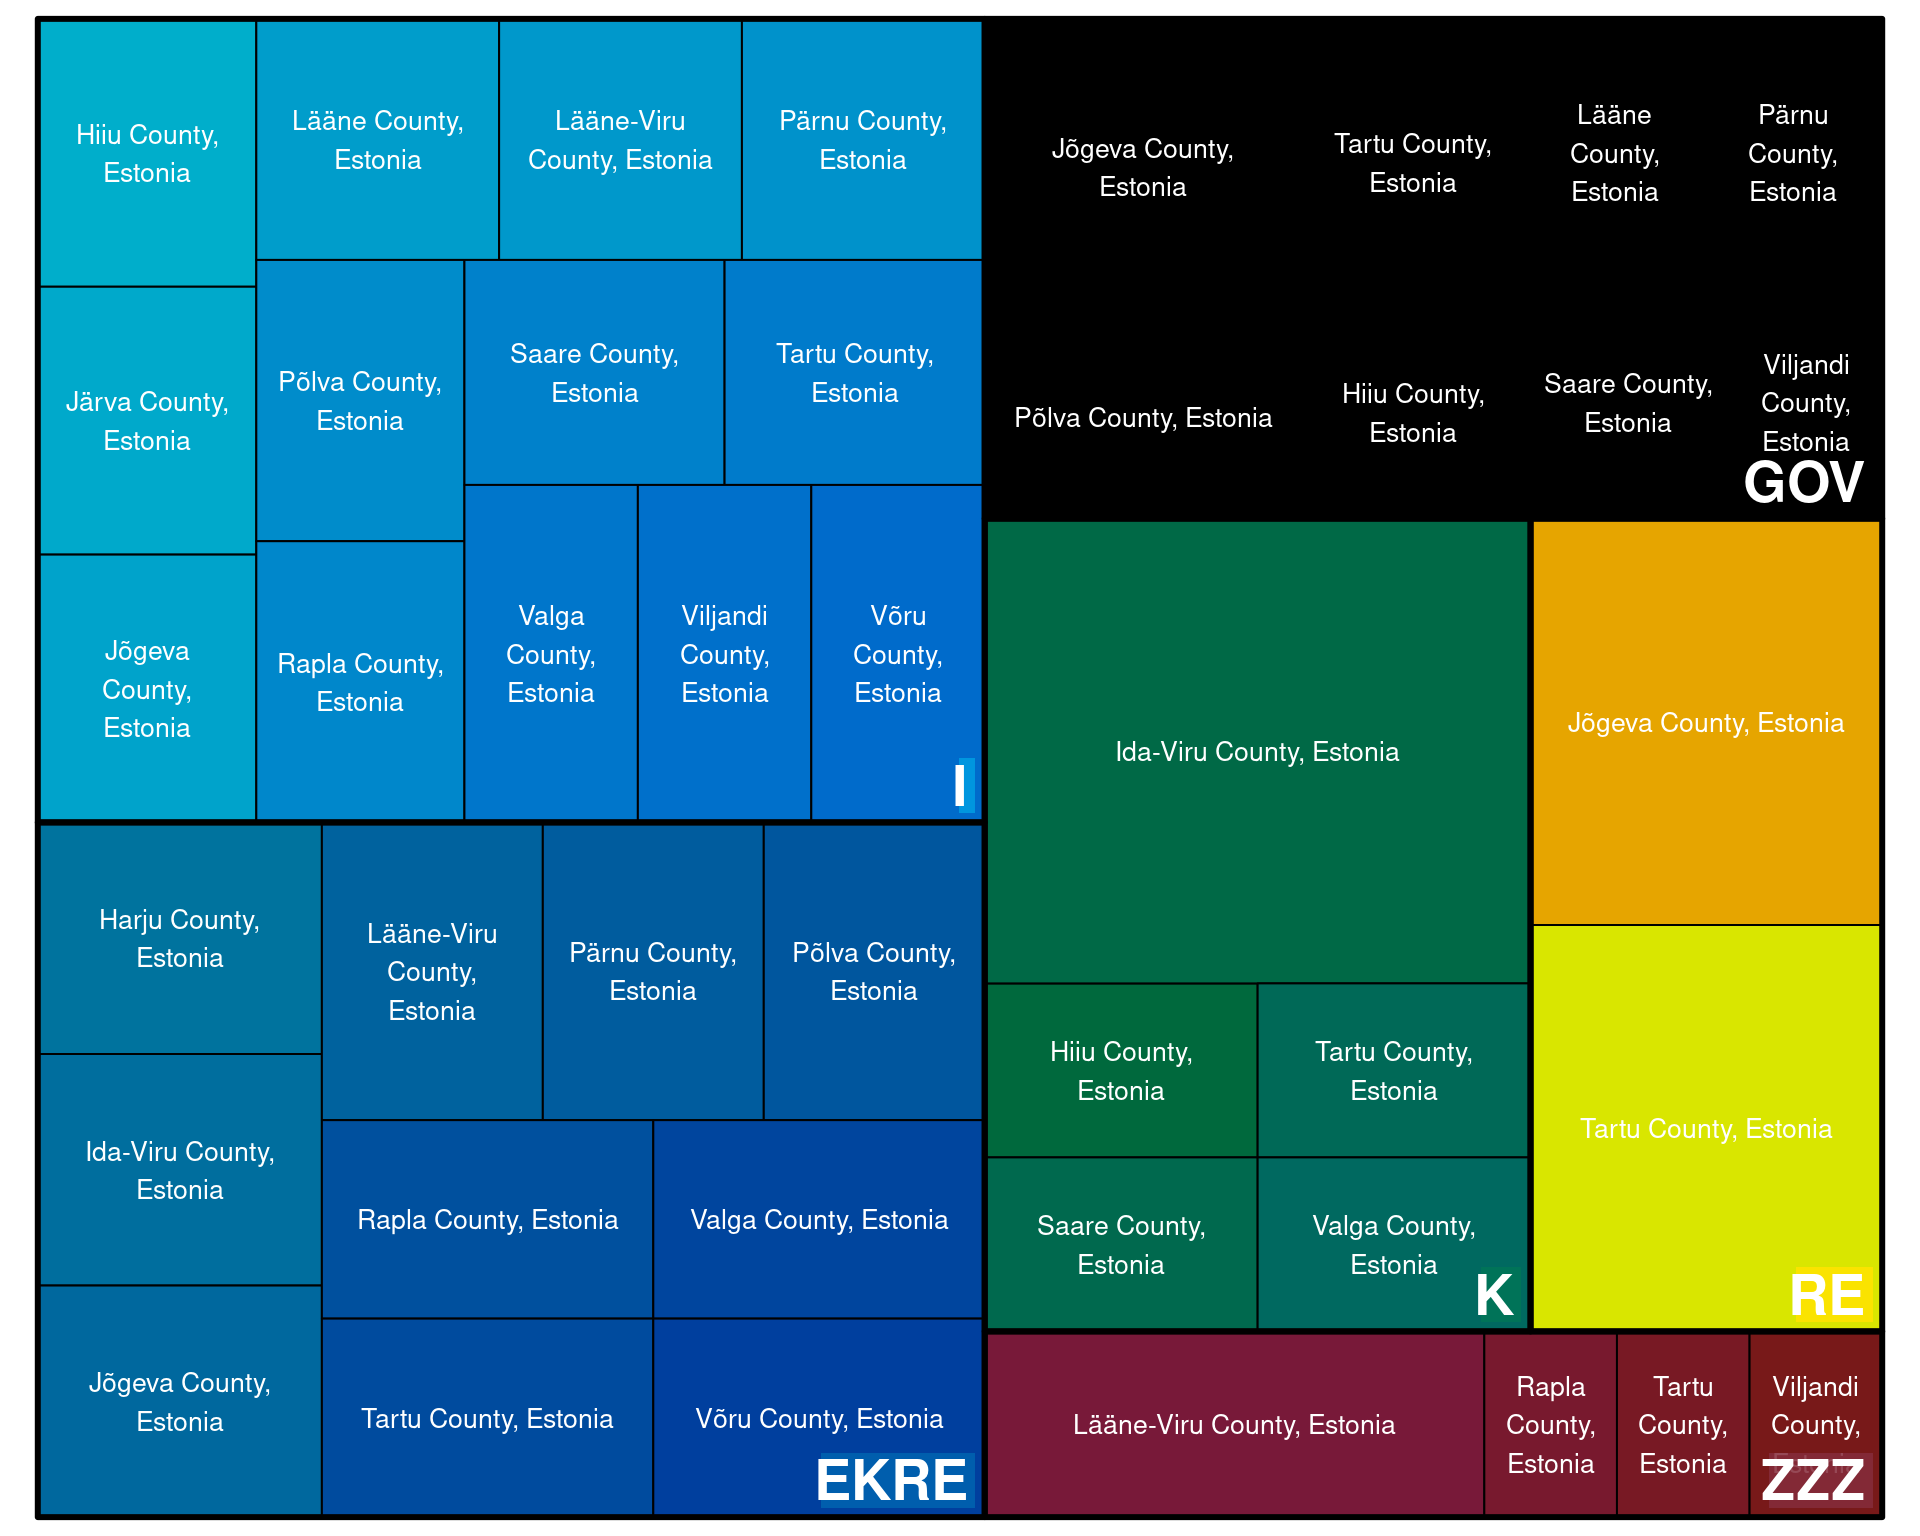 Hiiu County,
Estonia
Järva County,
Estonia
Jõgeva
County,
Estonia
Lääne County,
Estonia
Lääne-Viru
County, Estonia
Pärnu County,
Estonia
Põlva County,
Estonia
Rapla County,
Estonia
Saare County,
Estonia
Tartu County,
Estonia
Valga
County,
Estonia
Viljandi
County,
Estonia
Võru
County,
Estonia
I
Harju County,
Estonia
Ida-Viru County,
Estonia
Jõgeva County,
Estonia
Lääne-Viru
County,
Estonia
Pärnu County,
Estonia
Põlva County,
Estonia
Rapla County, Estonia
Valga County, Estonia
Tartu County, Estonia
Võru County, Estonia
EKRE
Jõgeva County,
Estonia
Põlva County, Estonia
Tartu County,
Estonia
Hiiu County,
Estonia
Lääne
County,
Estonia
Pärnu
County,
Estonia
Saare County,
Estonia
Viljandi
County,
Estonia
GOV
Ida-Viru County, Estonia
Hiiu County,
Estonia
Tartu County,
Estonia
Saare County,
Estonia
Valga County,
Estonia
K
Jõgeva County, Estonia
Tartu County, Estonia
RE
Lääne-Viru County, Estonia
Rapla
County,
Estonia
Tartu
County,
Estonia
Viljandi
County,
ZZZ